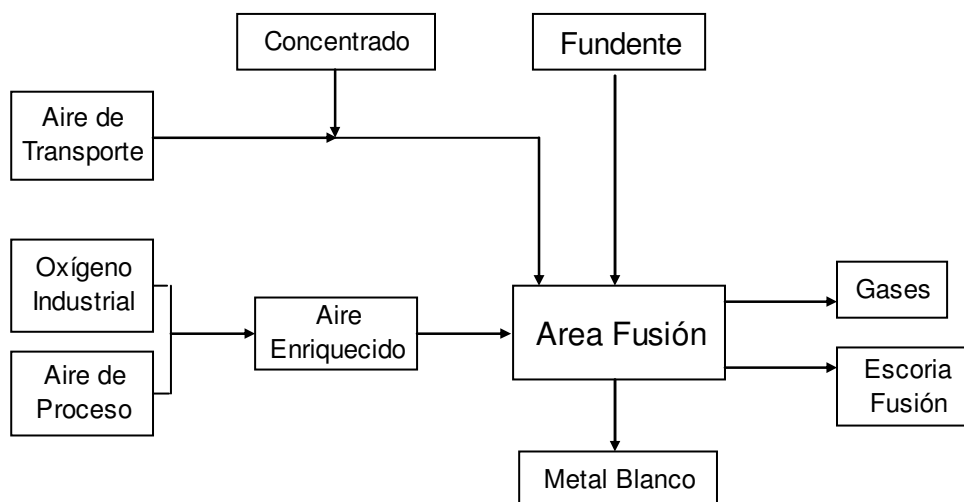 Concentrado
Fundente
Aire de
Transporte
Oxígeno
Industrial
Aire de
Proceso
Aire
Enriquecido
Area Fusión
Gases
Escoria
Fusión
Metal Blanco